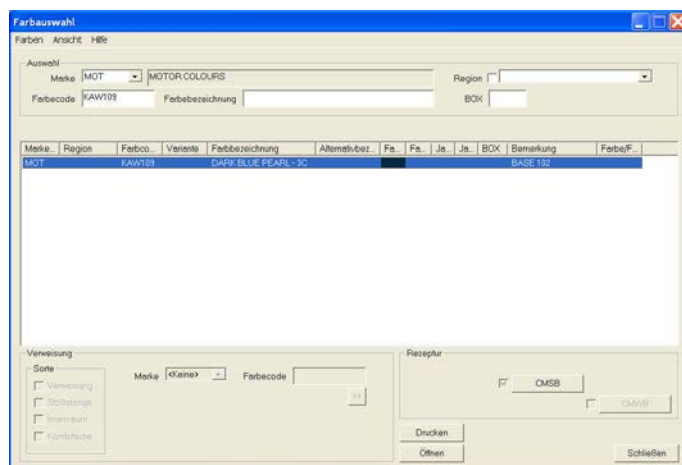 Farbauswahl
Farben Ansicht Hilfe
Auswahl
Marke MOT MOTOR COLOURS Region
Farbecode KAW109 Farbebezeichnung BOX
Marke... Region Farbco... Variante Farbbezeichnung Alternativbez... Fa... Fa... Ja... Ja... BOX Bemerkung Farbe/F...
MOT KAW109 DARK BLUE PEARL - 3C BASE 102
Verweisung Rezeptur
Sorte
Marke <Keine> Farbecode
Verweisung CMSB
Stoßstange >> CMWB
Innenraum
Kombifarbe Drucken
Öffnen Schließen